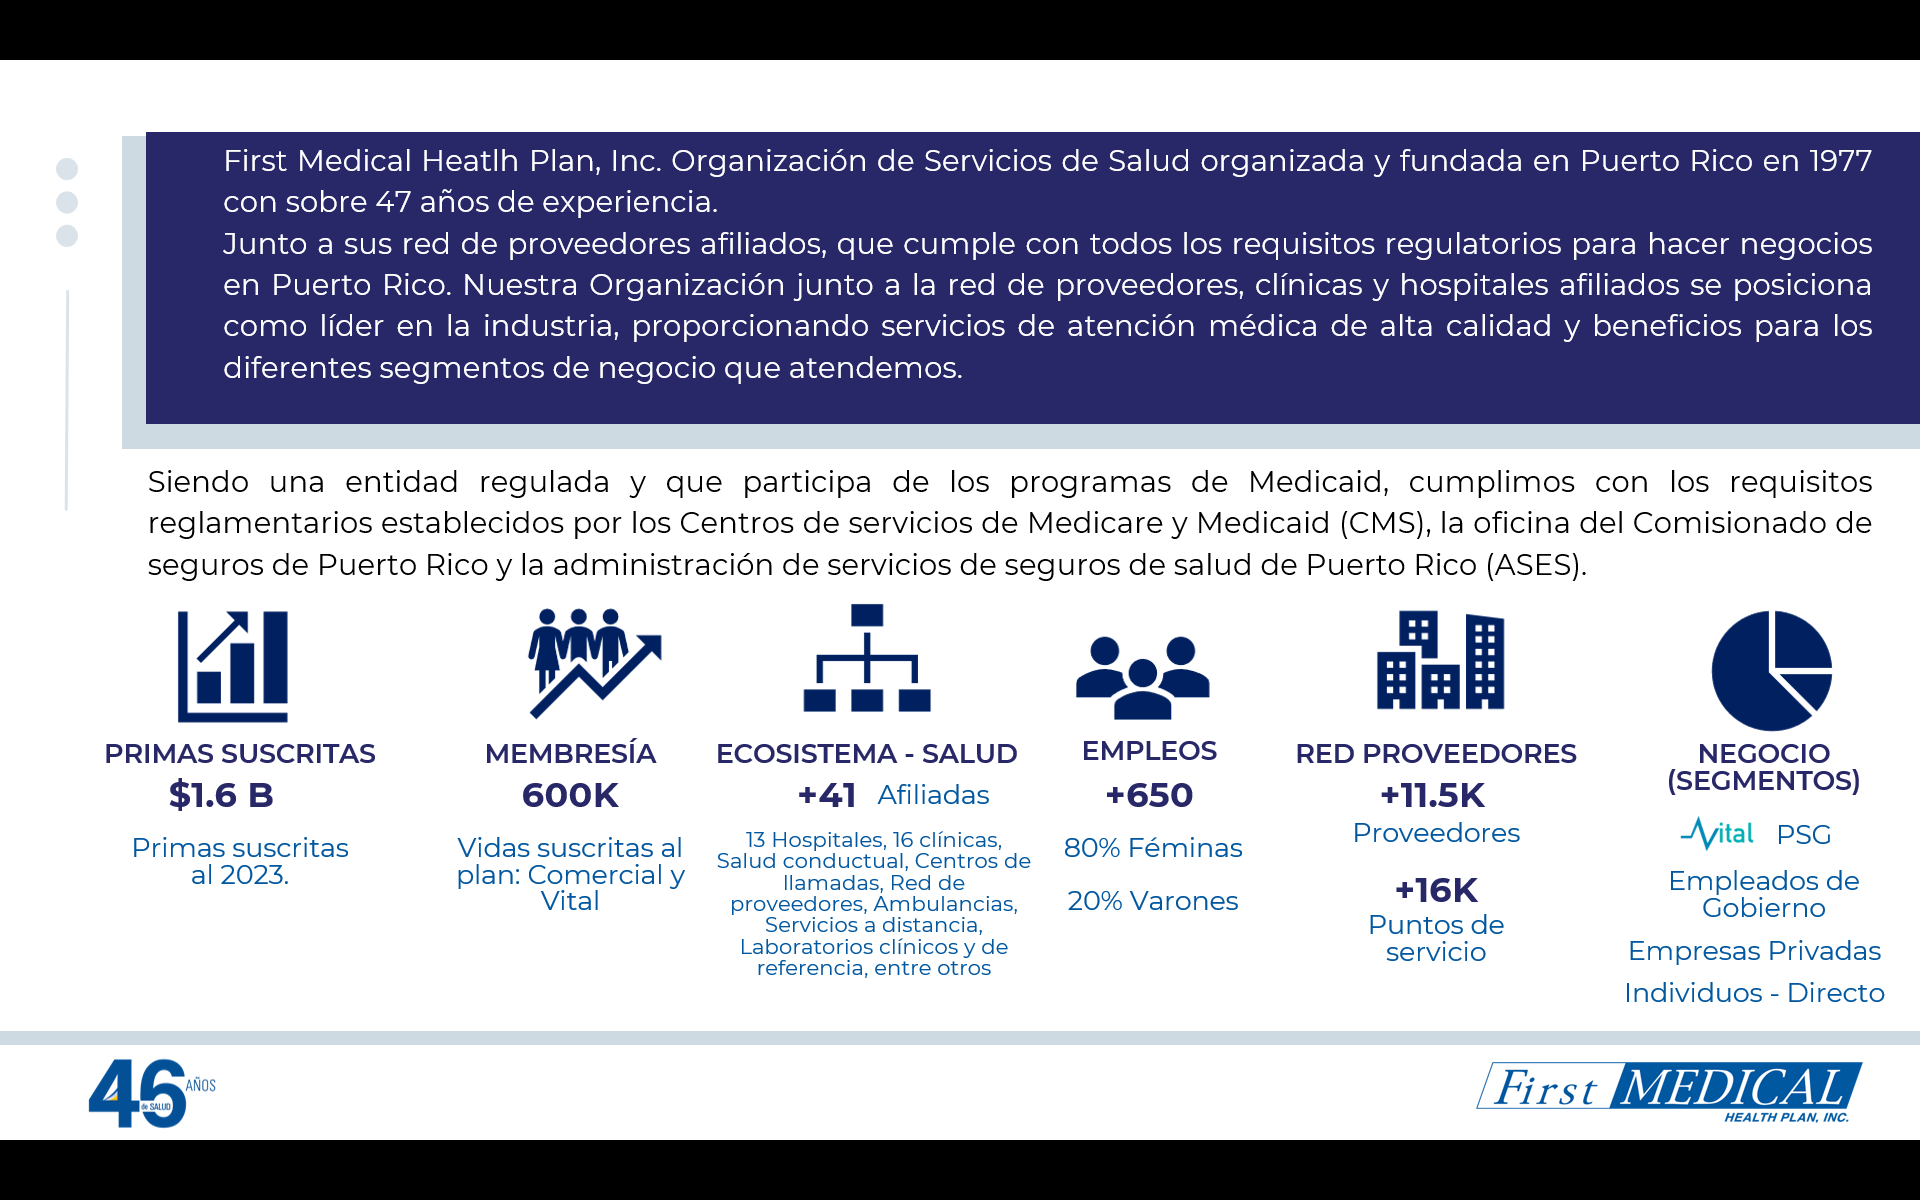 First Medical Heatlh Plan, Inc. Organización de Servicios de Salud organizada y fundada en Puerto Rico en 1977
con sobre 47 años de experiencia.
Junto a sus red de proveedores afiliados, que cumple con todos los requisitos regulatorios para hacer negocios
en Puerto Rico. Nuestra Organización junto a la red de proveedores, clínicas y hospitales afiliados se posiciona
como líder en la industria, proporcionando servicios de atención médica de alta calidad y beneficios para los
diferentes segmentos de negocio que atendemos.
Siendo una entidad regulada y que participa de los programas de Medicaid, cumplimos con los requisitos
reglamentarios establecidos por los Centros de servicios de Medicare y Medicaid (CMS), la oficina del Comisionado de
seguros de Puerto Rico y la administración de servicios de seguros de salud de Puerto Rico (ASES).
PRIMAS SUSCRITAS
$1.6 B
Primas suscritas
al 2023.
MEMBRESÍA
600K
Vidas suscritas al
plan: Comercial y
Vital
ECOSISTEMA - SALUD
+41 Afiliadas
13 Hospitales, 16 clínicas,
Salud conductual, Centros de
llamadas, Red de
proveedores, Ambulancias,
Servicios a distancia,
Laboratorios clínicos y de
referencia, entre otros
EMPLEOS
+650
80% Féminas
20% Varones
RED PROVEEDORES
+11.5K
Proveedores
+16K
Puntos de
servicio
NEGOCIO
(SEGMENTOS)
Vital PSG
Empleados de
Gobierno
Empresas Privadas
Individuos - Directo
46 AÑOS
de SALUD
First MEDICAL
HEALTH PLAN, INC.